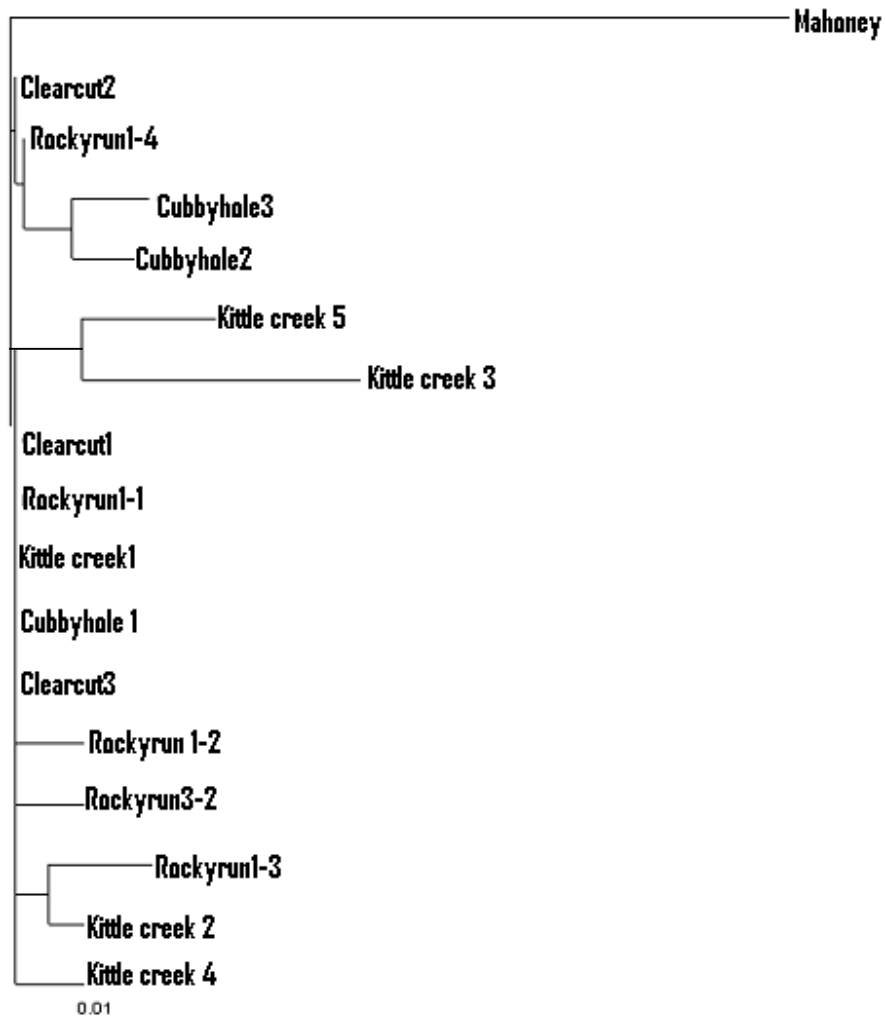 Mahoney
Clearcut2
Rockyrun1-4
Cubbyhole3
Cubbyhole2
Kittle creek 5
Kittle creek 3
Clearcut1
Rockyrun1-1
Kittle creek1
Cubbyhole 1
Clearcut3
Rockyrun 1-2
Rockyrun3-2
Rockyrun1-3
Kittle creek 2
Kittle creek 4
0.01